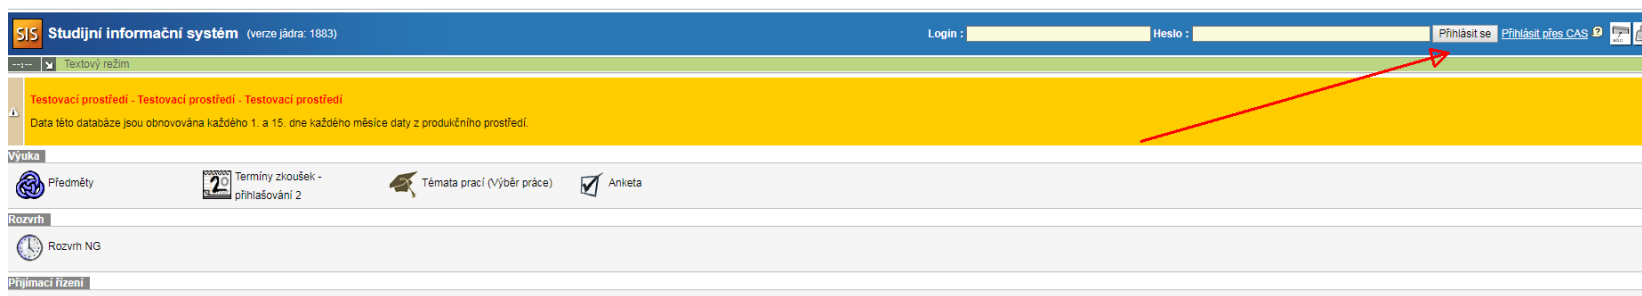 SIS Studijní informační systém (verze jádra: 1883) Login : Heslo : Přihlásit se Přihlásit přes CAS
--:-- Textový režim
Testovací prostředí - Testovací prostředí - Testovací prostředí
Data této databáze jsou obnovována každého 1. a 15. dne každého měsíce daty z produkčního prostředí.
Výuka
Předměty
Termíny zkoušek -
přihlašování 2
Témata prací (Výběr práce)
Anketa
Rozvrh
Rozvrh NG
Přijímací řízení